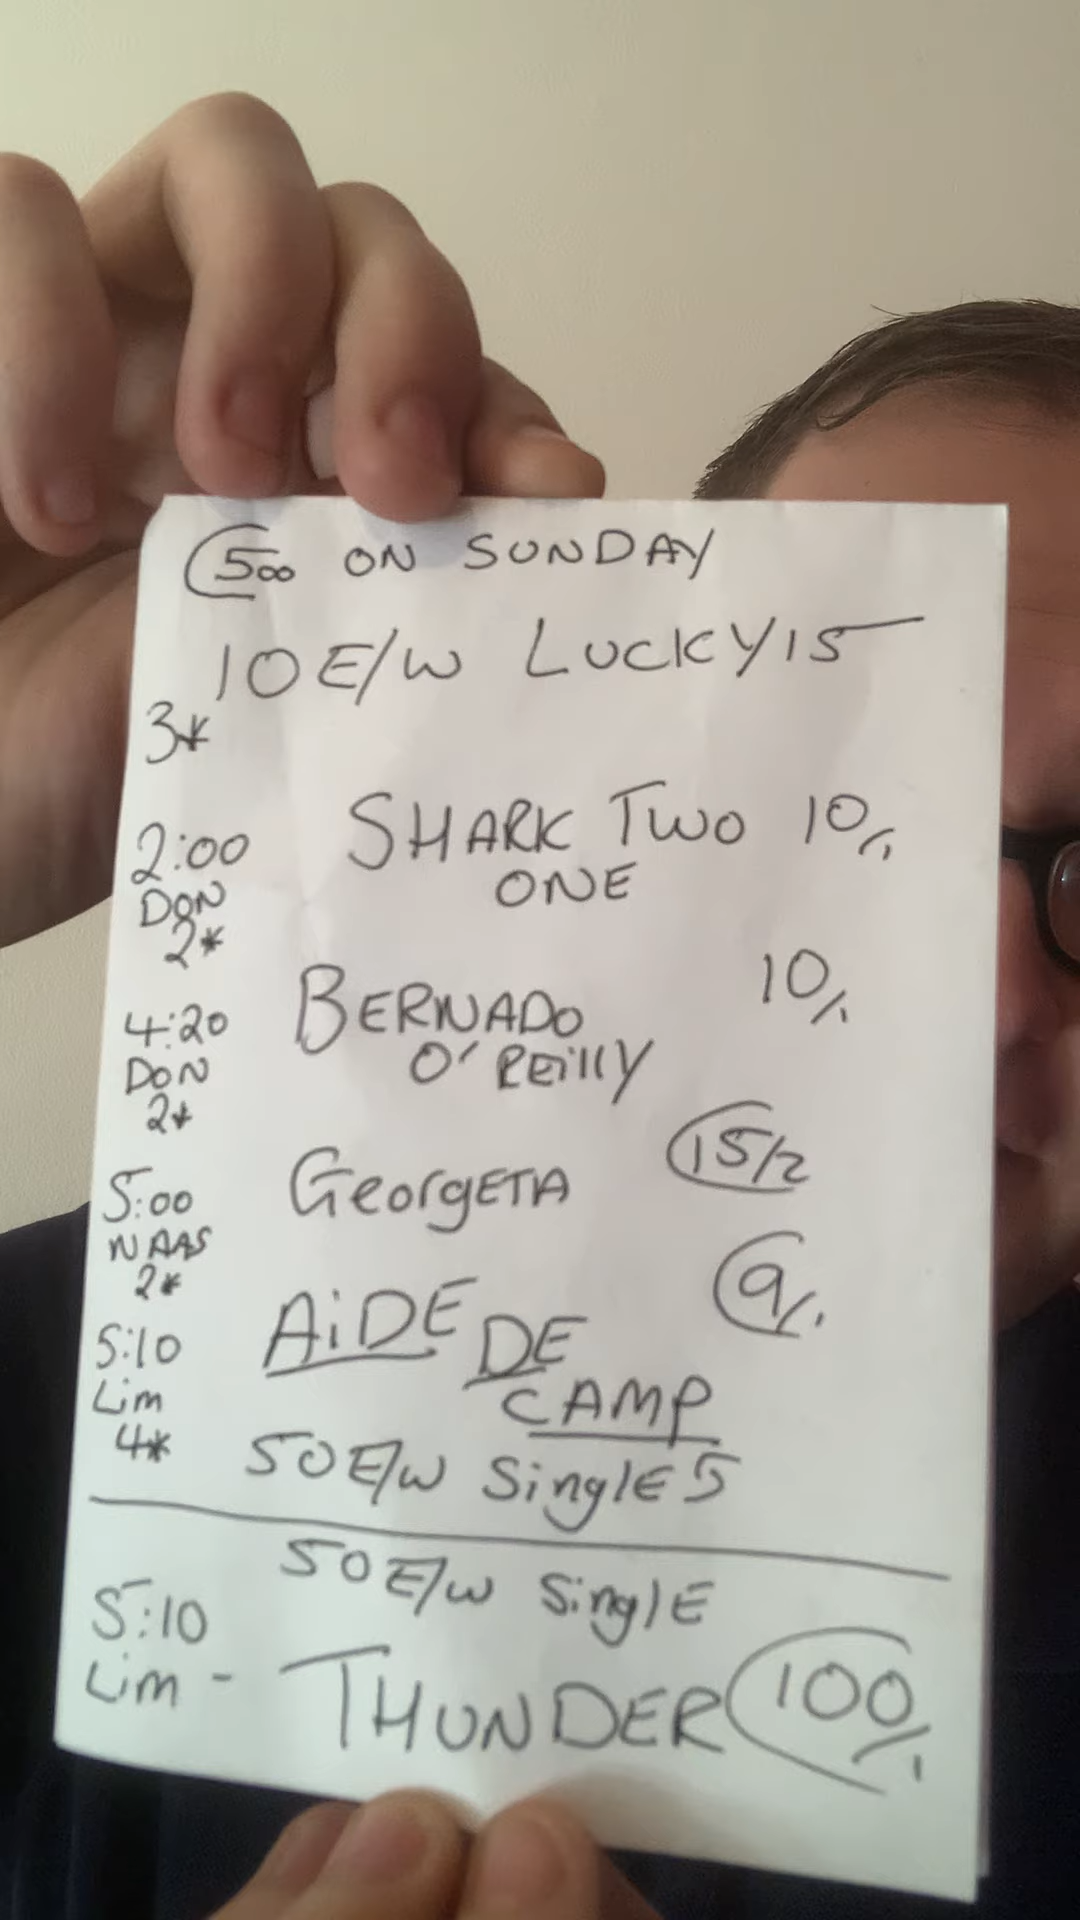 500 ON SUNDAY
10 E/W LUCKY 15
3*
2:00 SHARK TWO 10/1
DON ONE
2*
10/1
4:20 BERNADO
DON O'REILLY
2*
5:00 GEORGETA 15/2
NAAS
2*
9/1
5:10 AIDE DE
LIM CAMP
4* 50 E/W SINGLES
50 E/W SINGLE
5:10
LIM - THUNDER 100/1